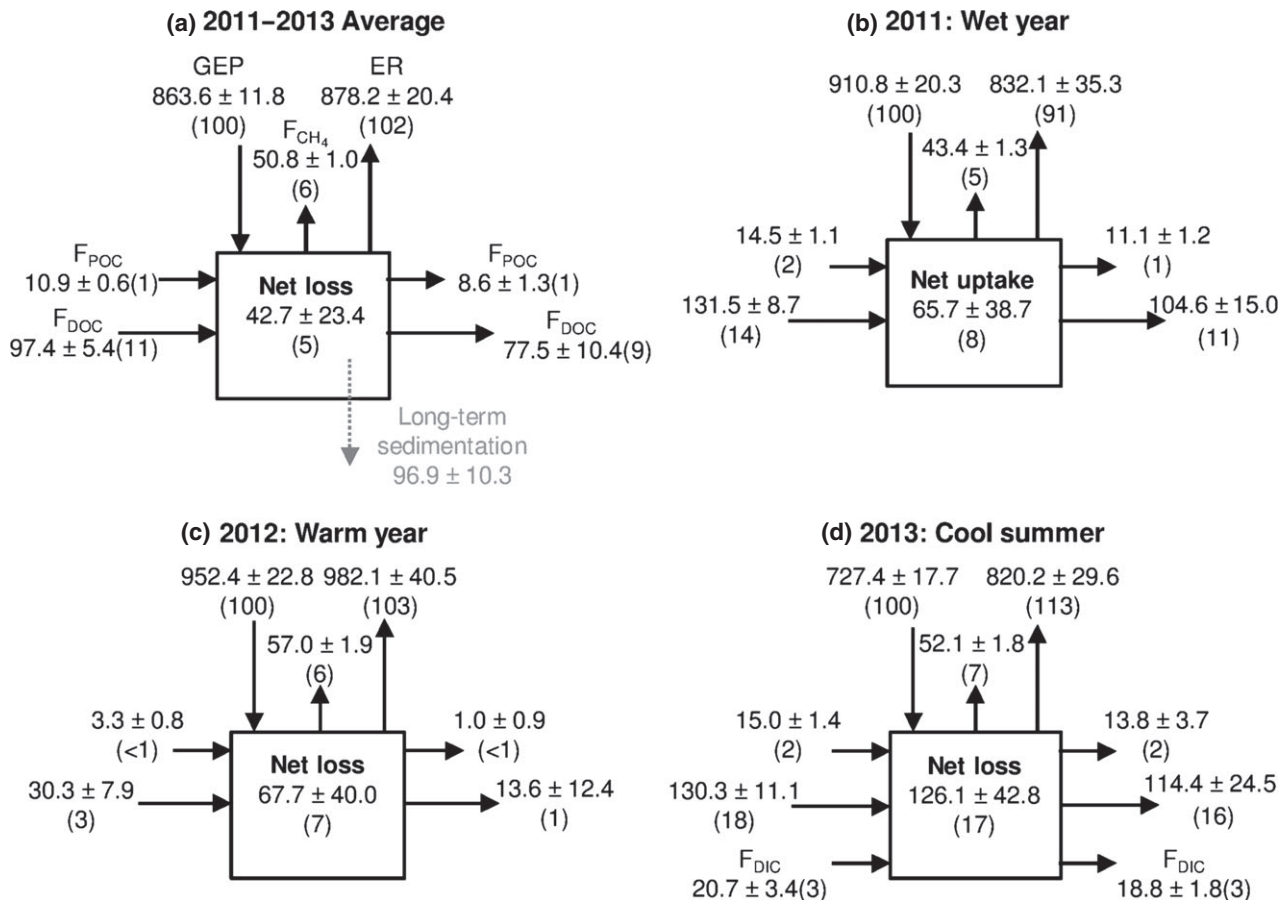 (a) 2011–2013 Average
GEP ER
863.6 ± 11.8 878.2 ± 20.4
(100) (102)
F_CH4
50.8 ± 1.0
(6)
F_POC
10.9 ± 0.6(1)
F_DOC
97.4 ± 5.4(11)
Net loss
42.7 ± 23.4
(5)
F_POC
8.6 ± 1.3(1)
F_DOC
77.5 ± 10.4(9)
Long-term
sedimentation
96.9 ± 10.3
(b) 2011: Wet year
910.8 ± 20.3 832.1 ± 35.3
(100) (91)
43.4 ± 1.3
(5)
14.5 ± 1.1
(2)
131.5 ± 8.7
(14)
Net uptake
65.7 ± 38.7
(8)
11.1 ± 1.2
(1)
104.6 ± 15.0
(11)
(c) 2012: Warm year
952.4 ± 22.8 982.1 ± 40.5
(100) (103)
57.0 ± 1.9
(6)
3.3 ± 0.8
(<1)
30.3 ± 7.9
(3)
Net loss
67.7 ± 40.0
(7)
1.0 ± 0.9
(<1)
13.6 ± 12.4
(1)
(d) 2013: Cool summer
727.4 ± 17.7 820.2 ± 29.6
(100) (113)
52.1 ± 1.8
(7)
15.0 ± 1.4
(2)
130.3 ± 11.1
(18)
F_DIC
20.7 ± 3.4(3)
Net loss
126.1 ± 42.8
(17)
13.8 ± 3.7
(2)
114.4 ± 24.5
(16)
F_DIC
18.8 ± 1.8(3)